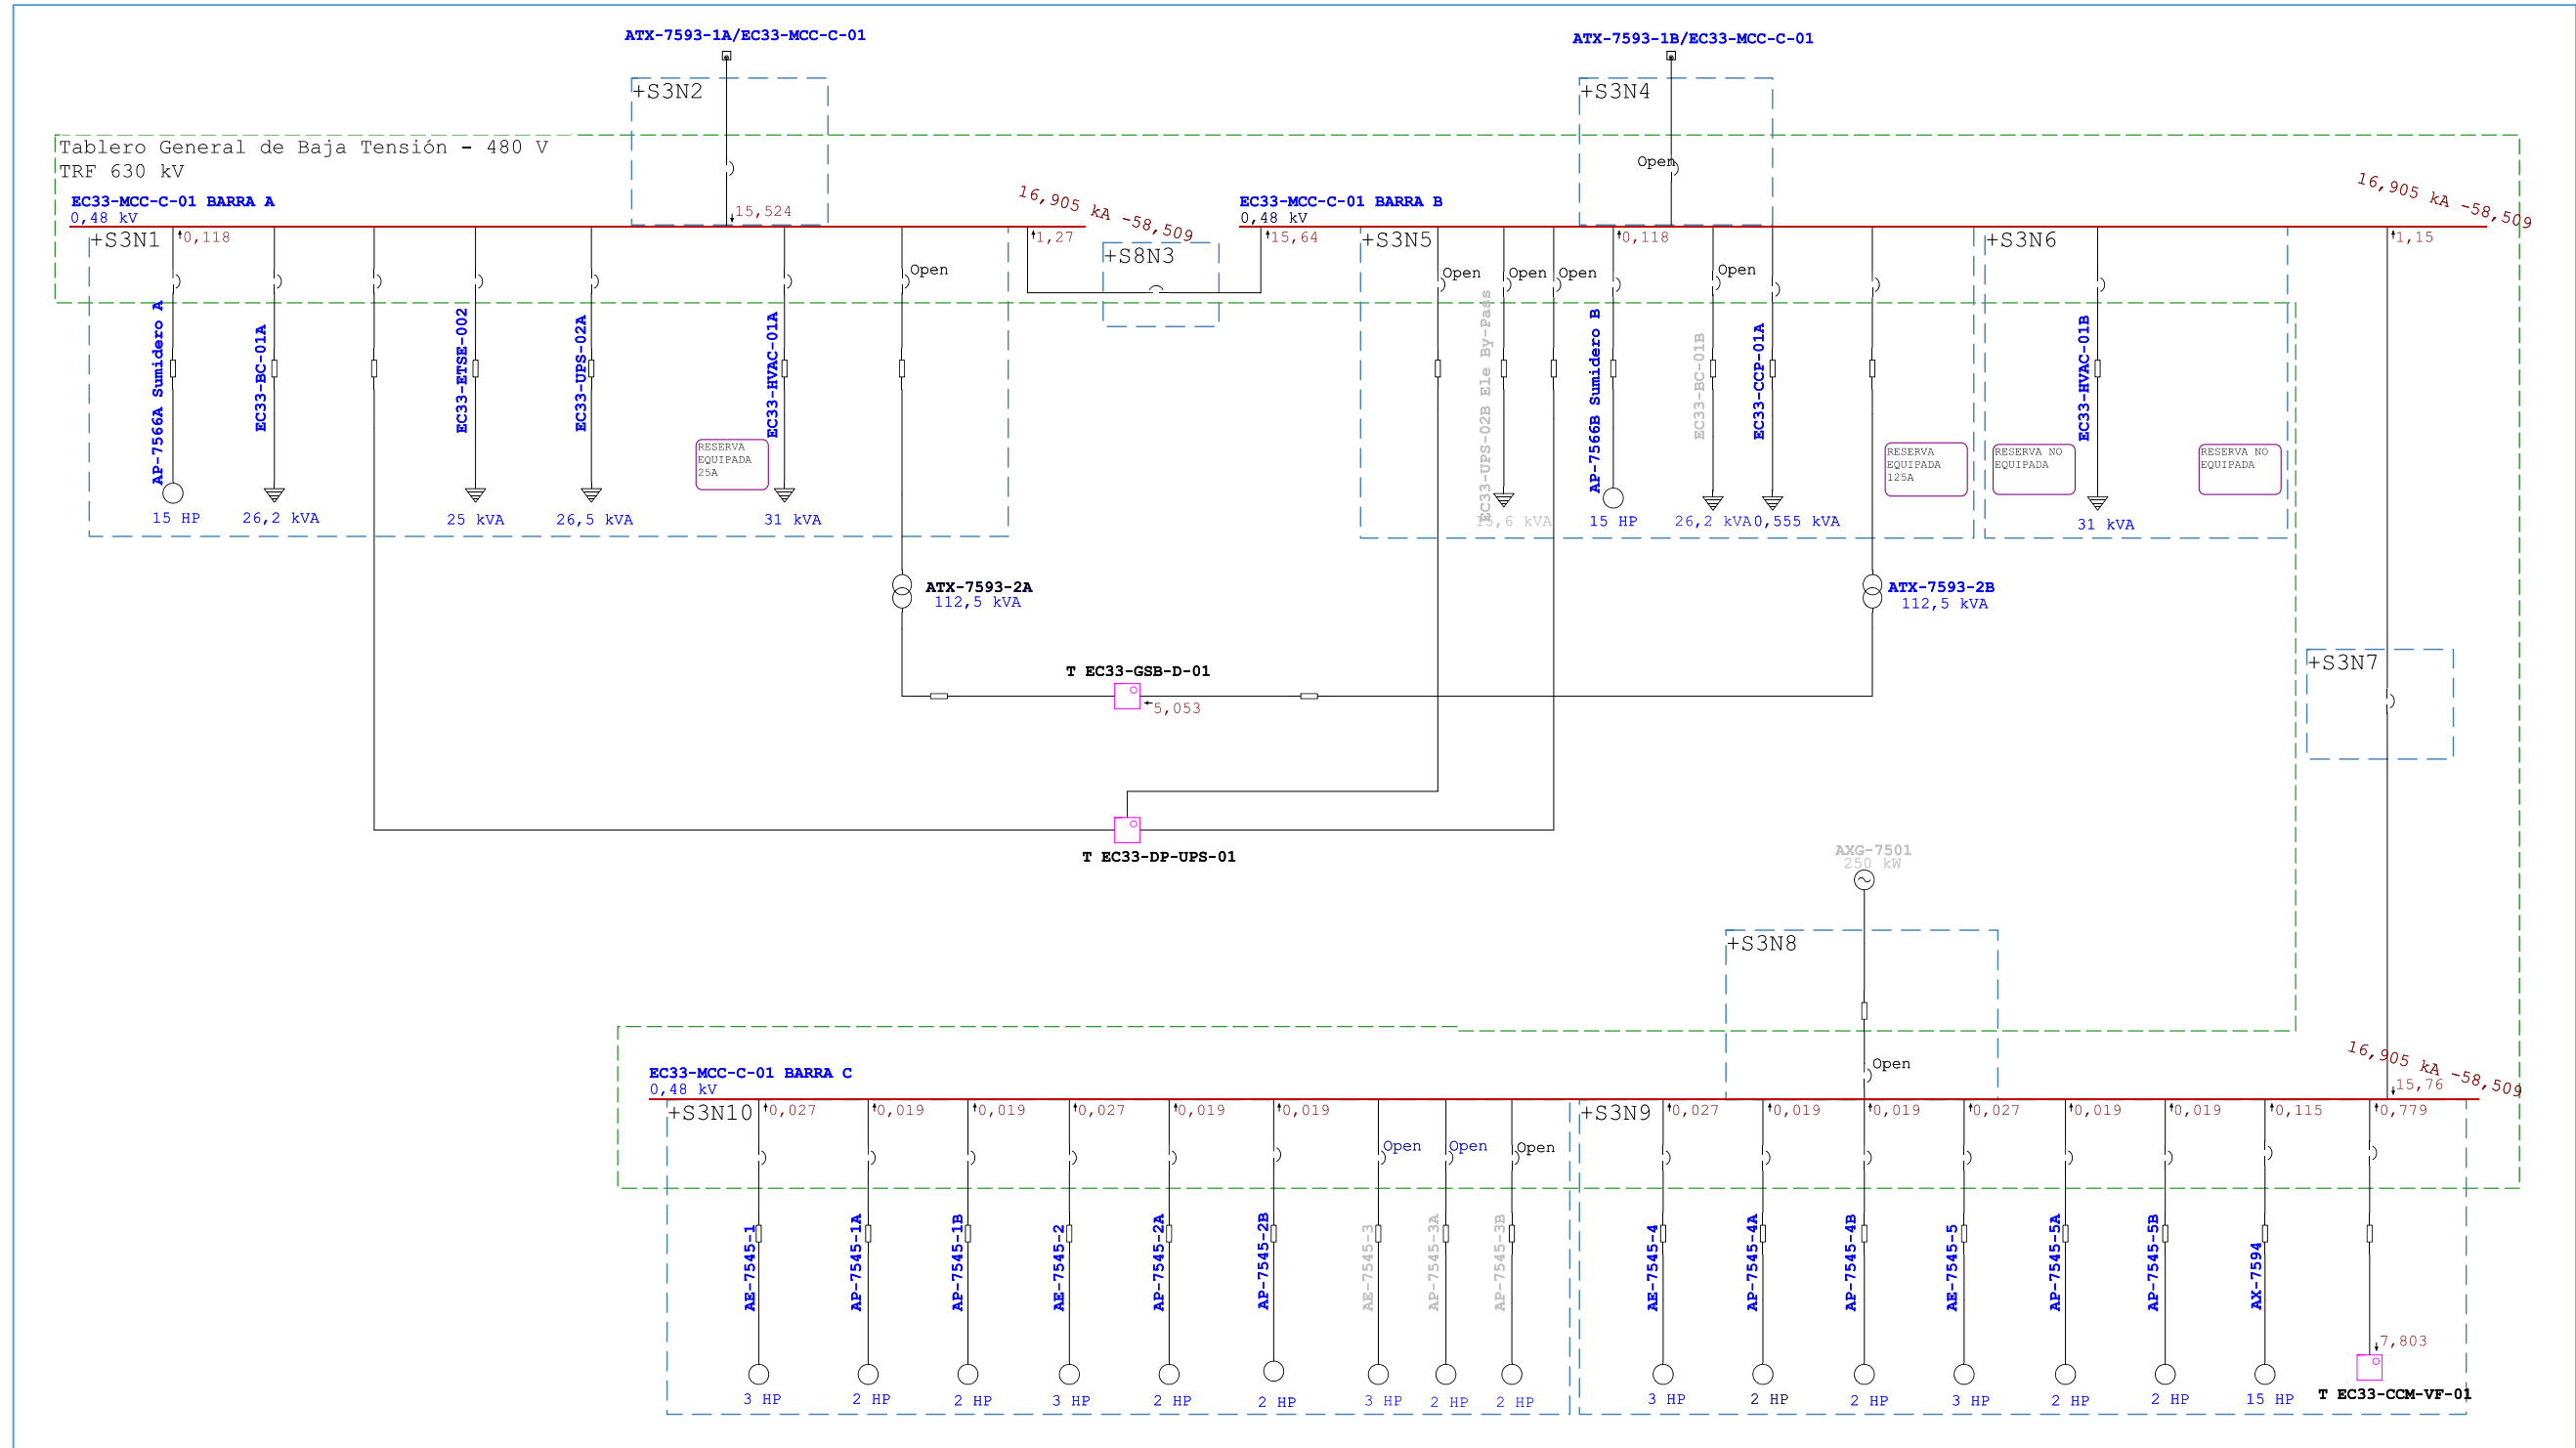 ATX-7593-1A/EC33-MCC-C-01
ATX-7593-1B/EC33-MCC-C-01
+S3N2
+S3N4
Tablero General de Baja Tensión - 480 V
TRF 630 kV
Open
EC33-MCC-C-01 BARRA A
0,48 kV
15,524
16,905 kA -58,509
EC33-MCC-C-01 BARRA B
0,48 kV
16,905 kA -58,509
+S3N1
0,118
1,27
+S8N3
15,64
+S3N5
0,118
+S3N6
1,15
Open
Open
Open
Open
Open
AP-7566A Sumidero A
EC33-BC-01A
EC33-ETSE-002
EC33-UPS-02A
EC33-HVAC-01A
EC33-UPS-02B Ele By-Pass
AP-7566B Sumidero B
EC33-BC-01B
EC33-CCP-01A
EC33-HVAC-01B
RESERVA
EQUIPADA
25A
RESERVA
EQUIPADA
125A
RESERVA NO
EQUIPADA
RESERVA NO
EQUIPADA
15 HP
26,2 kVA
25 kVA
26,5 kVA
31 kVA
15,6 kVA
15 HP
26,2 kVA
0,555 kVA
31 kVA
ATX-7593-2A
112,5 kVA
ATX-7593-2B
112,5 kVA
T EC33-GSB-D-01
5,053
+S3N7
T EC33-DP-UPS-01
AXG-7501
250 kW
+S3N8
Open
EC33-MCC-C-01 BARRA C
0,48 kV
16,905 kA -58,509
15,76
+S3N10
0,027
0,019
0,019
0,027
0,019
0,019
+S3N9
0,027
0,019
0,019
0,027
0,019
0,019
0,115
0,779
Open
Open
Open
AE-7545-1
AP-7545-1A
AP-7545-1B
AE-7545-2
AP-7545-2A
AP-7545-2B
AE-7545-3
AP-7545-3A
AP-7545-3B
AE-7545-4
AP-7545-4A
AP-7545-4B
AE-7545-5
AP-7545-5A
AP-7545-5B
AX-7594
7,803
3 HP
2 HP
2 HP
3 HP
2 HP
2 HP
3 HP
2 HP
2 HP
3 HP
2 HP
2 HP
3 HP
2 HP
2 HP
15 HP
T EC33-CCM-VF-01